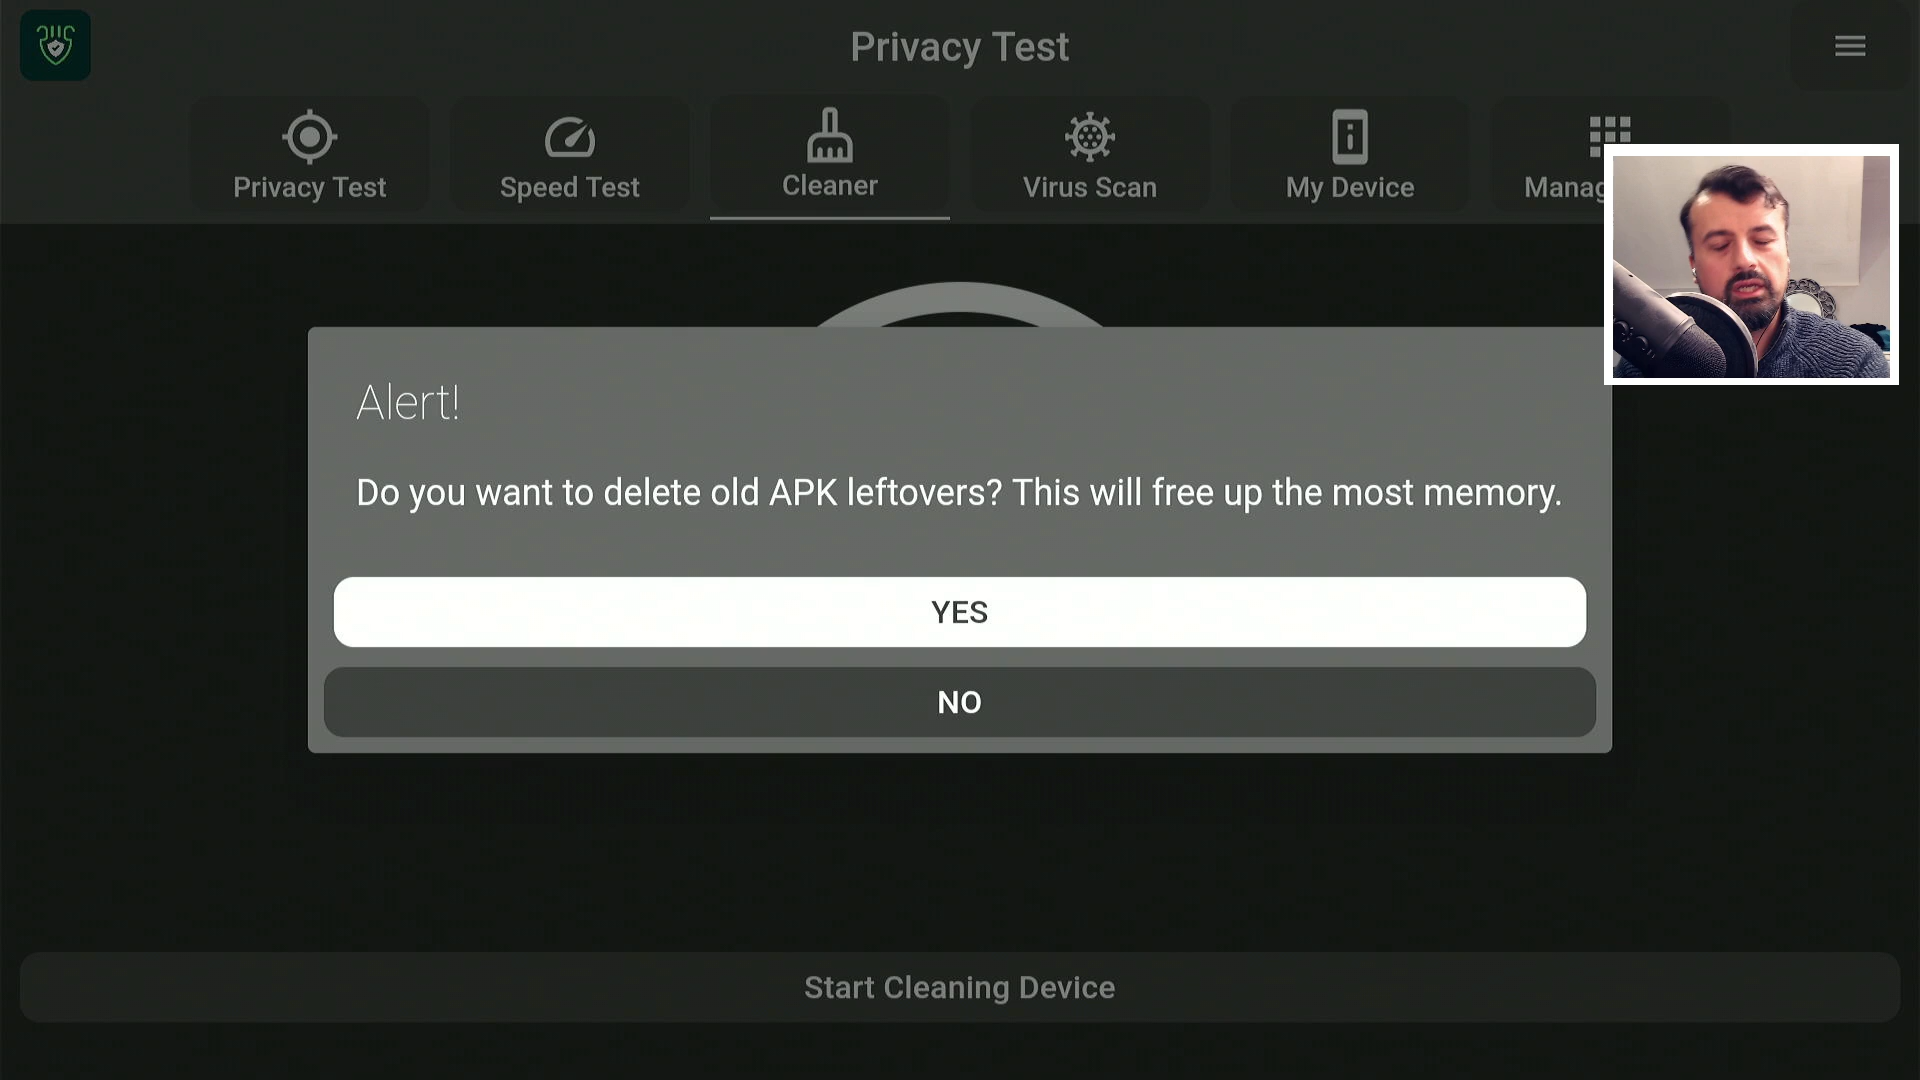 Privacy Test
Privacy Test
Speed Test
Cleaner
Virus Scan
My Device
Alert!
Do you want to delete old APK leftovers? This will free up the most memory.
YES
NO
Start Cleaning Device